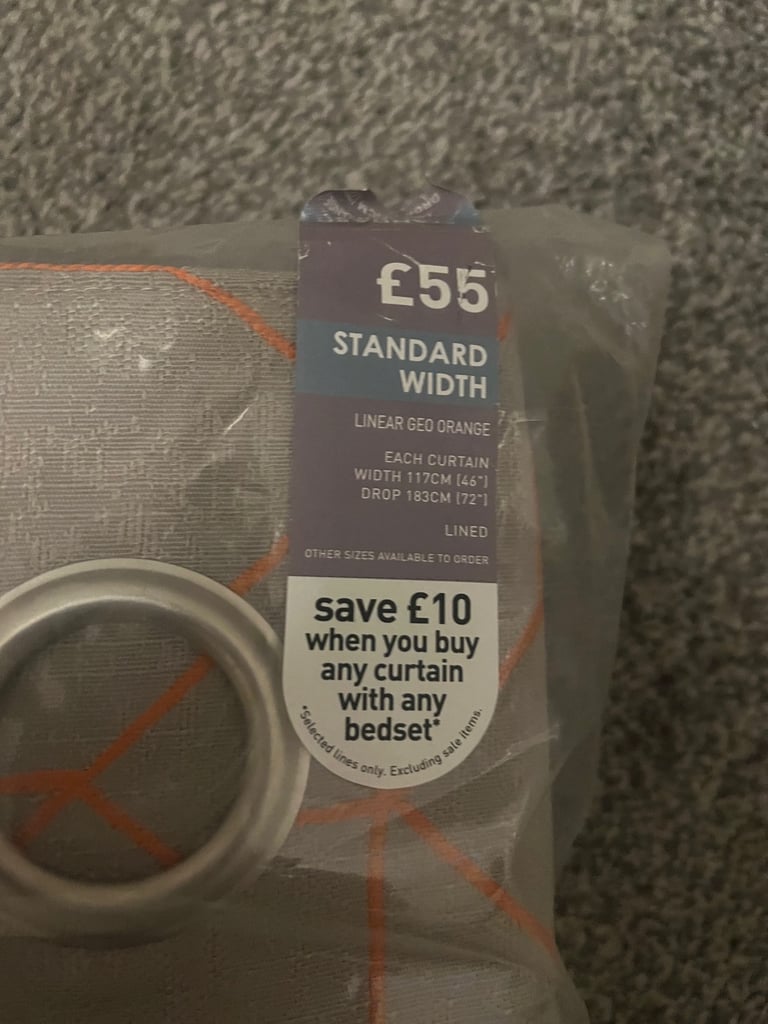 £55
STANDARD
WIDTH
LINEAR GEO ORANGE
EACH CURTAIN
WIDTH 117CM (46")
DROP 183CM (72")
LINED
OTHER SIZES AVAILABLE TO ORDER
save £10
when you buy
any curtain
with any
bedset*
*Selected lines only. Excluding sale items.